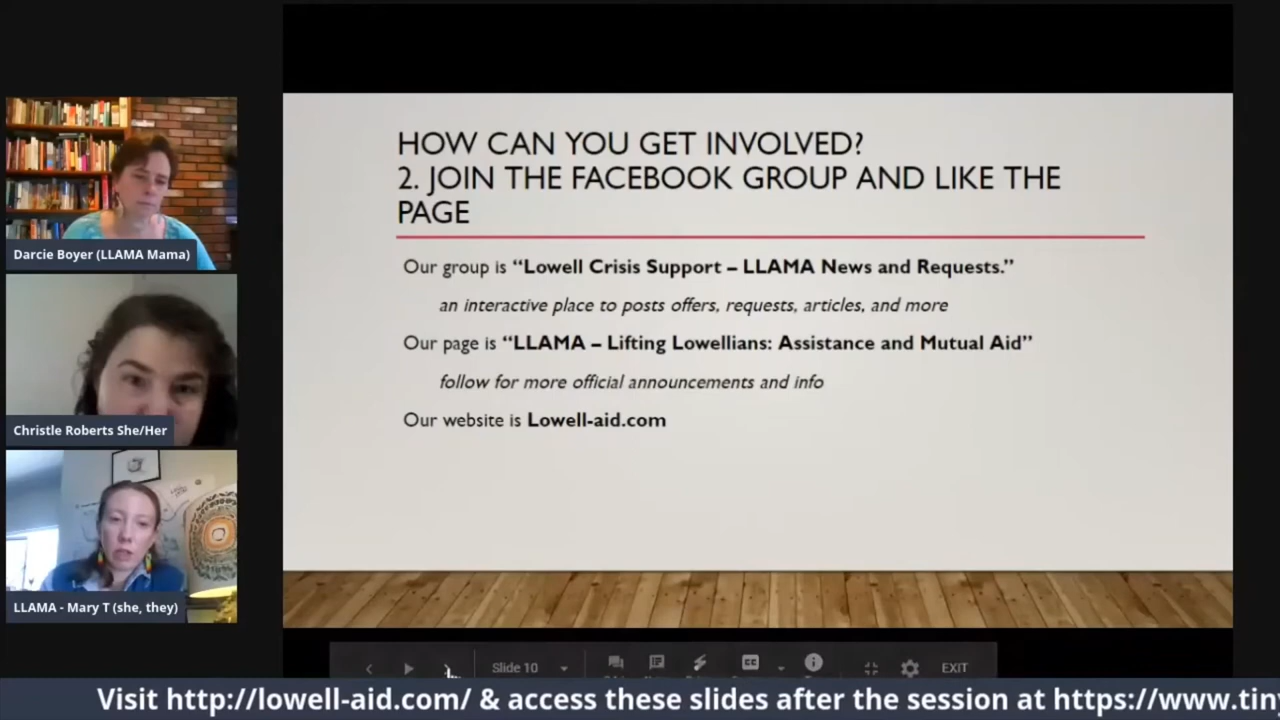 HOW CAN YOU GET INVOLVED?
2. JOIN THE FACEBOOK GROUP AND LIKE THE
PAGE
Our group is “Lowell Crisis Support – LLAMA News and Requests.”
an interactive place to posts offers, requests, articles, and more
Our page is “LLAMA – Lifting Lowellians: Assistance and Mutual Aid”
follow for more official announcements and info
Our website is Lowell-aid.com
Darcie Boyer (LLAMA Mama)
Christle Roberts She/Her
LLAMA - Mary T (she, they)
Slide 10
EXIT
Visit http://lowell-aid.com/ & access these slides after the session at https://www.tiny